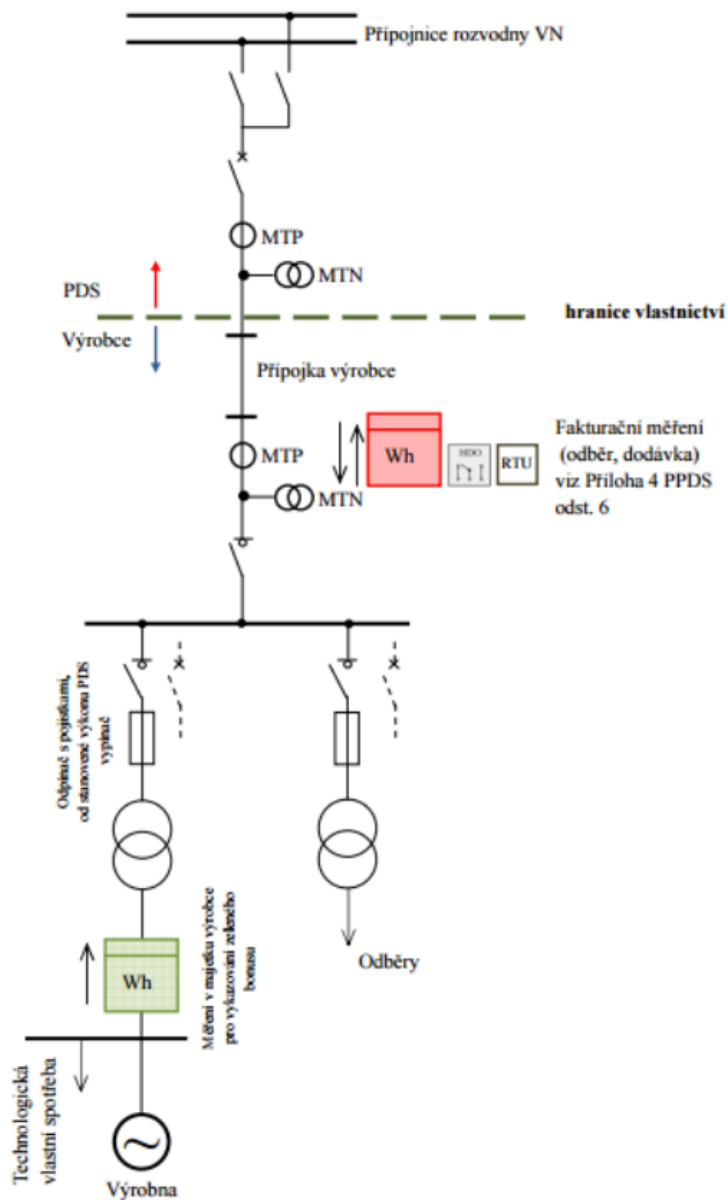 Přípojnice rozvodny VN
MTP
MTN
PDS
hranice vlastnictví
Výrobce
Přípojka výrobce
MTP
Wh
HDO
RTU
MTN
Fakturační měření
(odběr, dodávka)
viz Příloha 4 PPDS
odst. 6
Odpínač s pojistkami,
od stanovené výkonu PDS
vypínač
Wh
Měření v majetku výrobce
pro vykazování zeleného
bonusu
Odběry
Technologická
vlastní spotřeba
Výrobna